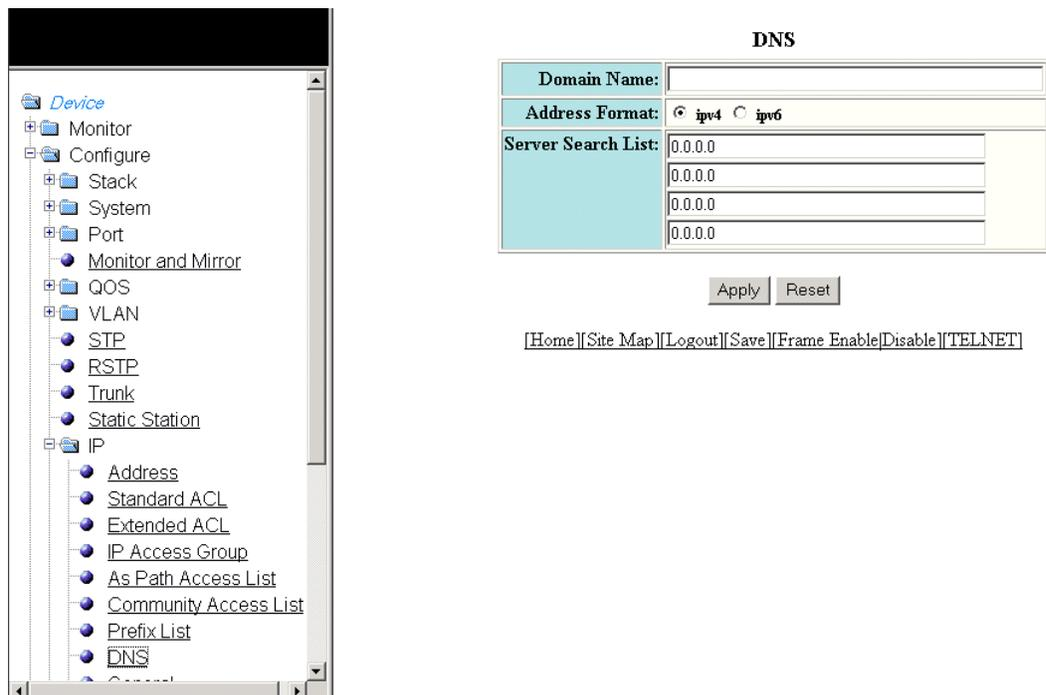 Device
Monitor
Configure
Stack
System
Port
Monitor and Mirror
QOS
VLAN
STP
RSTP
Trunk
Static Station
IP
Address
Standard ACL
Extended ACL
IP Access Group
As Path Access List
Community Access List
Prefix List
DNS
General
DNS
Domain Name:
Address Format: ipv4 ipv6
Server Search List: 0.0.0.0
0.0.0.0
0.0.0.0
0.0.0.0
Apply Reset
[Home][Site Map][Logout][Save][Frame Enable|Disable][TELNET]